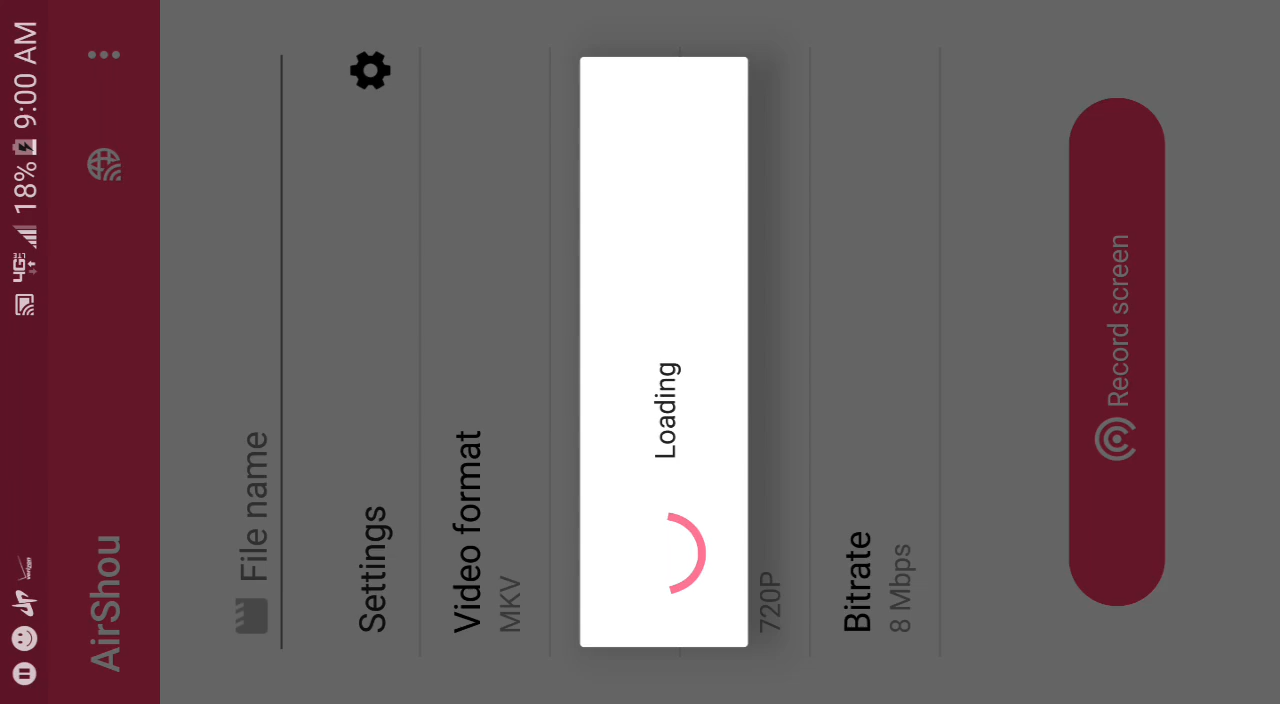 4G LTE 18% 9:00 AM
AirShou
File name
Settings
Video format
MKV
Loading
720P
Bitrate
8 Mbps
Record screen